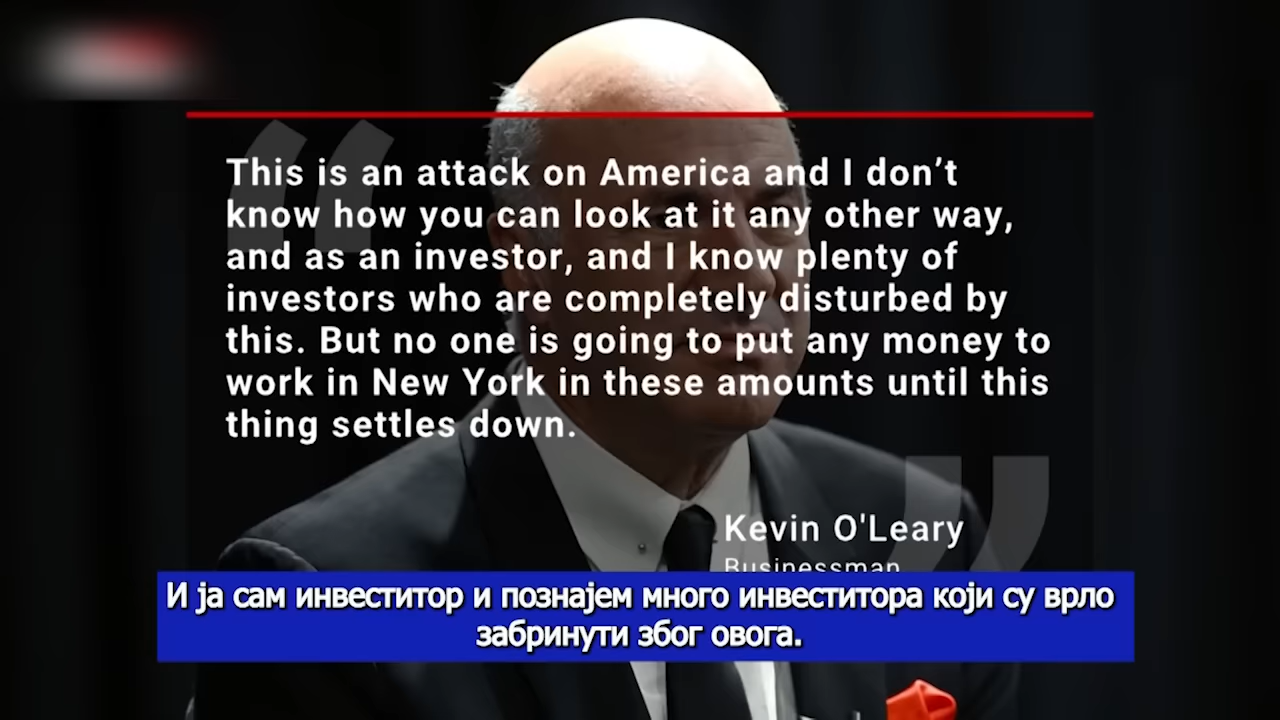 This is an attack on America and I don’t
know how you can look at it any other way,
and as an investor, and I know plenty of
investors who are completely disturbed by
this. But no one is going to put any money to
work in New York in these amounts until this
thing settles down.
Kevin O'Leary
Businessman
И ја сам инвеститор и познајем много инвеститора који су врло
забринути због овога.